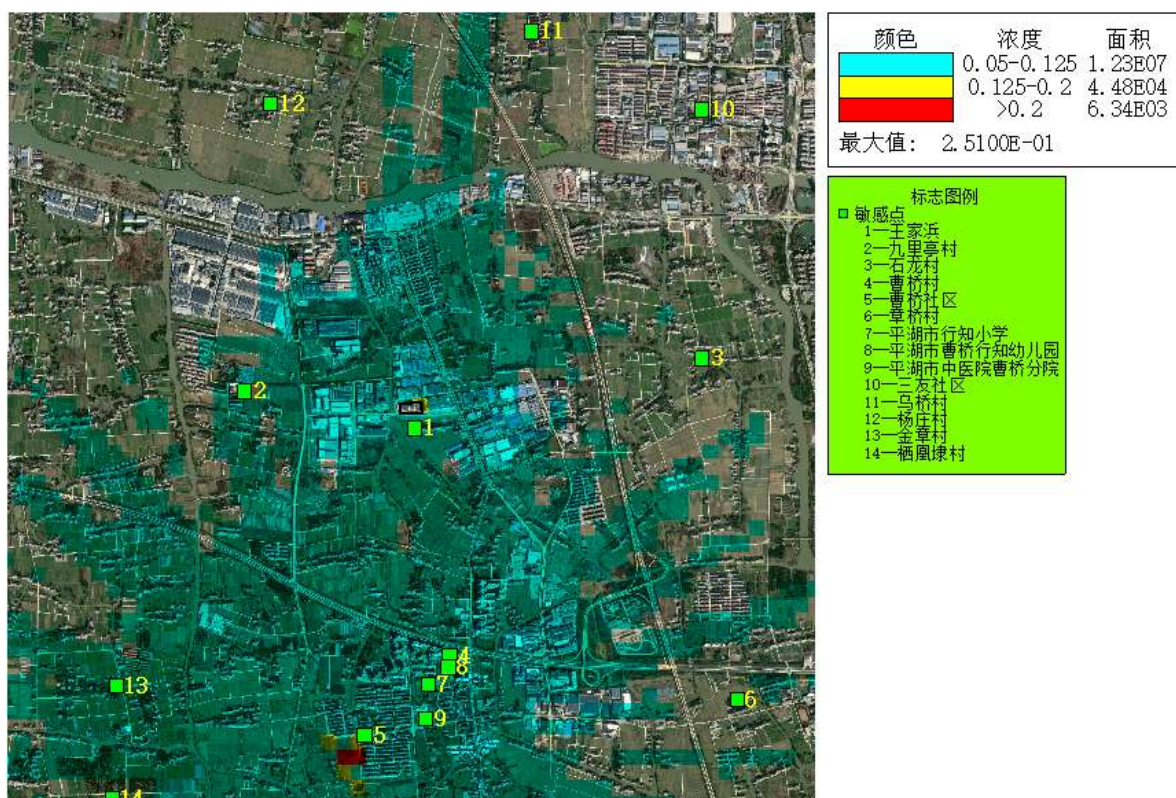 11
12
10
3
2
1
4
8
13
7
6
9
5
14
颜色 浓度 面积
0.05-0.125 1.23E07
0.125-0.2 4.48E04
>0.2 6.34E03
最大值: 2.5100E-01
标志图例
敏感点
1—王家浜
2—九里亭村
3—石龙村
4—曹桥村
5—曹桥社区
6—章桥村
7—平湖市行知小学
8—平湖市曹桥行知幼儿园
9—平湖市中医院曹桥分院
10—三友社区
11—马桥村
12—杨庄村
13—金章村
14—栖凰埭村